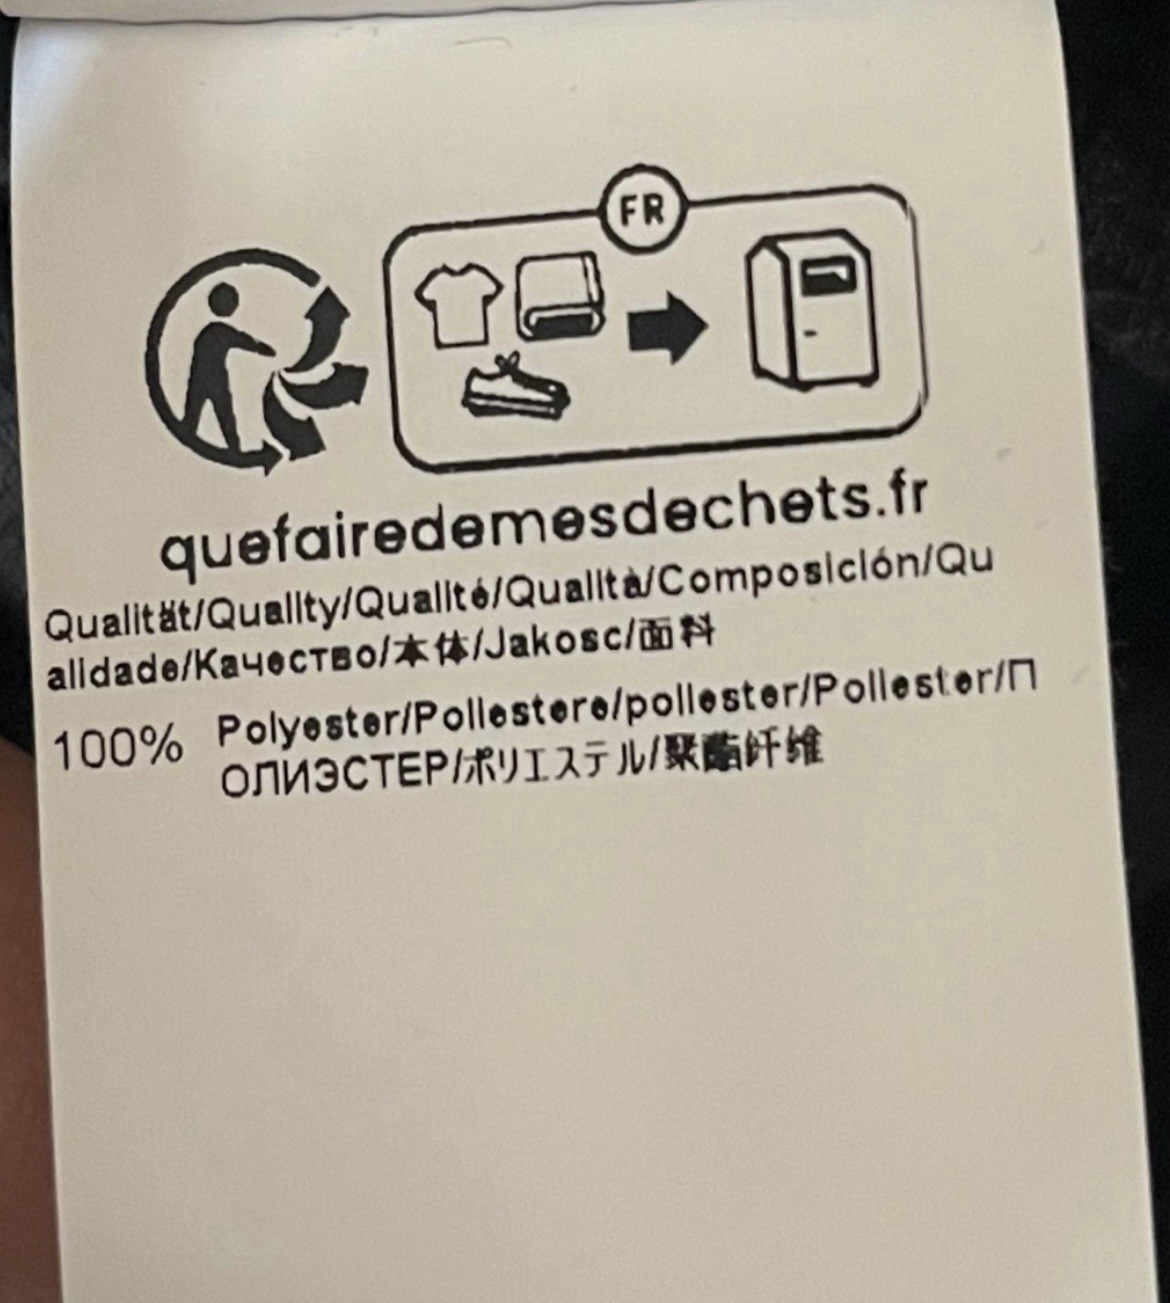 FR
quefairedemesdechets.fr
Qualität/Quality/Qualité/Qualità/Composición/Qu
alidade/Качество/本体/Jakosc/面料
100% Polyester/Poliestere/poliester/Poliester/П
ОЛИЭСТЕР/ポリエステル/聚酯纤维